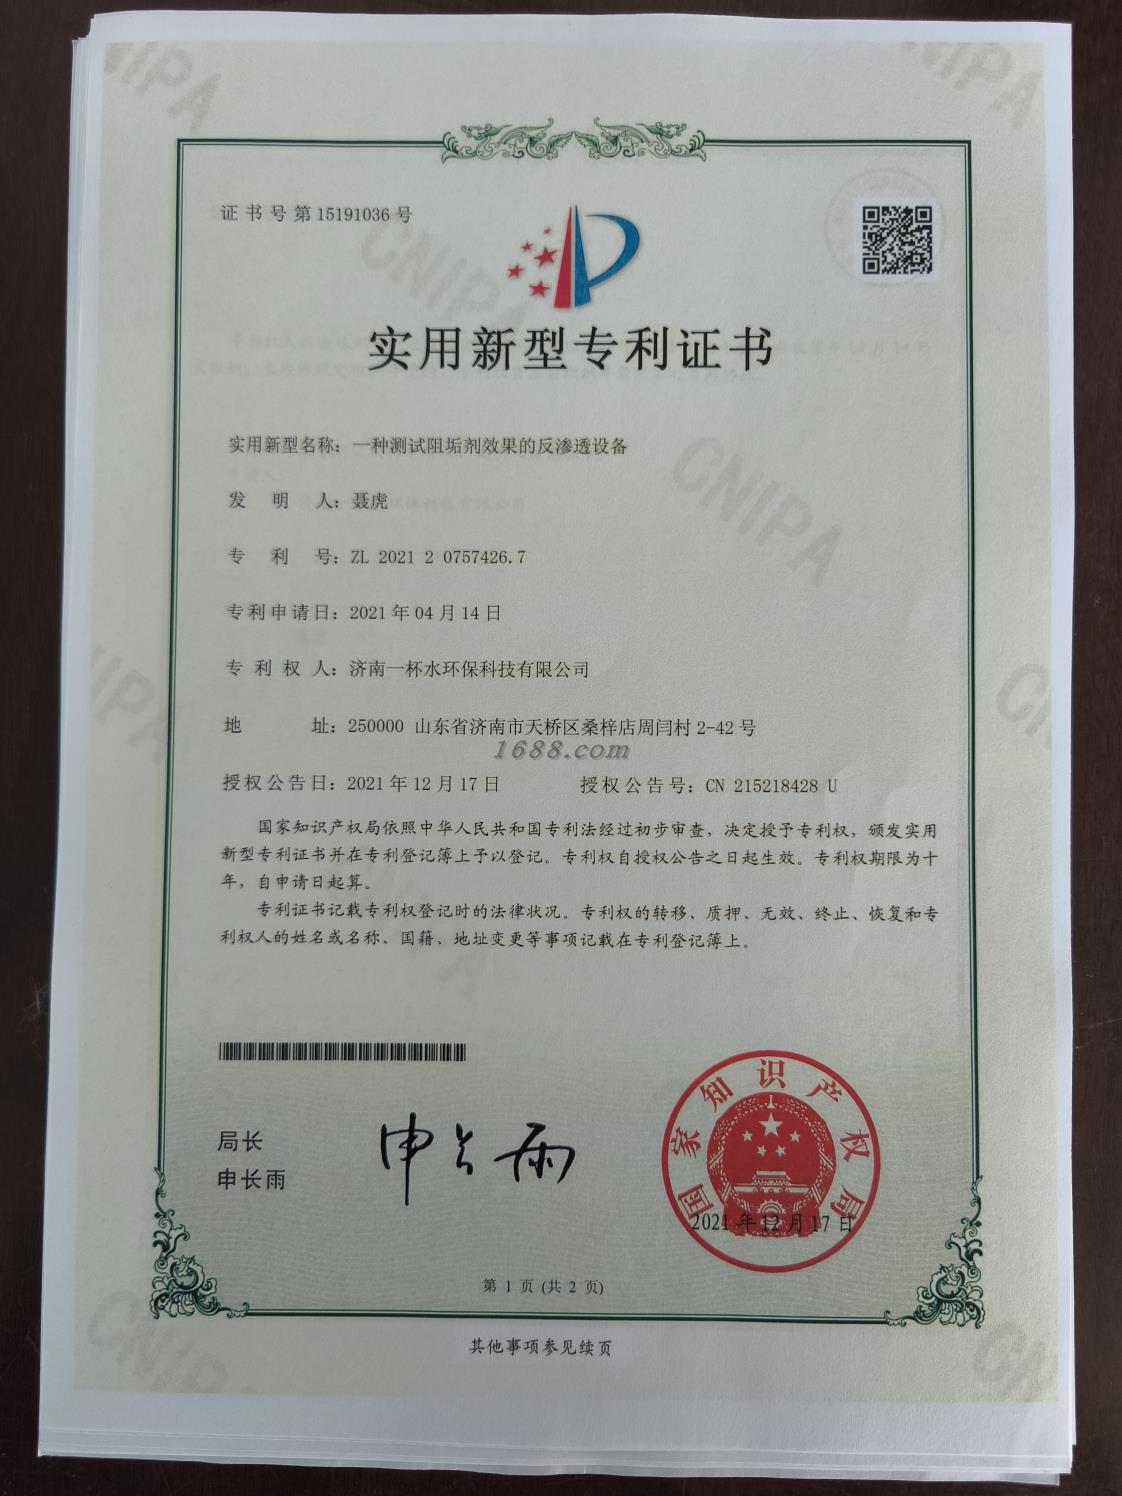 证书号第15191036号
实用新型专利证书
实用新型名称：一种测试阻垢剂效果的反渗透设备
发明人：聂虎
专利号：ZL 2021 2 0757426.7
专利申请日：2021年04月14日
专利权人：济南一杯水环保科技有限公司
地址：250000 山东省济南市天桥区桑梓店周闫村2-42号
1688.com
授权公告日：2021年12月17日 授权公告号：CN 215218428 U
国家知识产权局依照中华人民共和国专利法经过初步审查，决定授予专利权，颁发实用
新型专利证书并在专利登记簿上予以登记。专利权自授权公告之日起生效。专利权期限为十
年，自申请日起算。
专利证书记载专利权登记时的法律状况。专利权的转移、质押、无效、终止、恢复和专
利权人的姓名或名称、国籍、地址变更等事项记载在专利登记簿上。
局长
申长雨
申长雨
国家知识产权局
2021年12月17日
第 1 页 (共 2 页)
其他事项参见续页
CNIPA
CNIPA
CNIPA
CNIPA